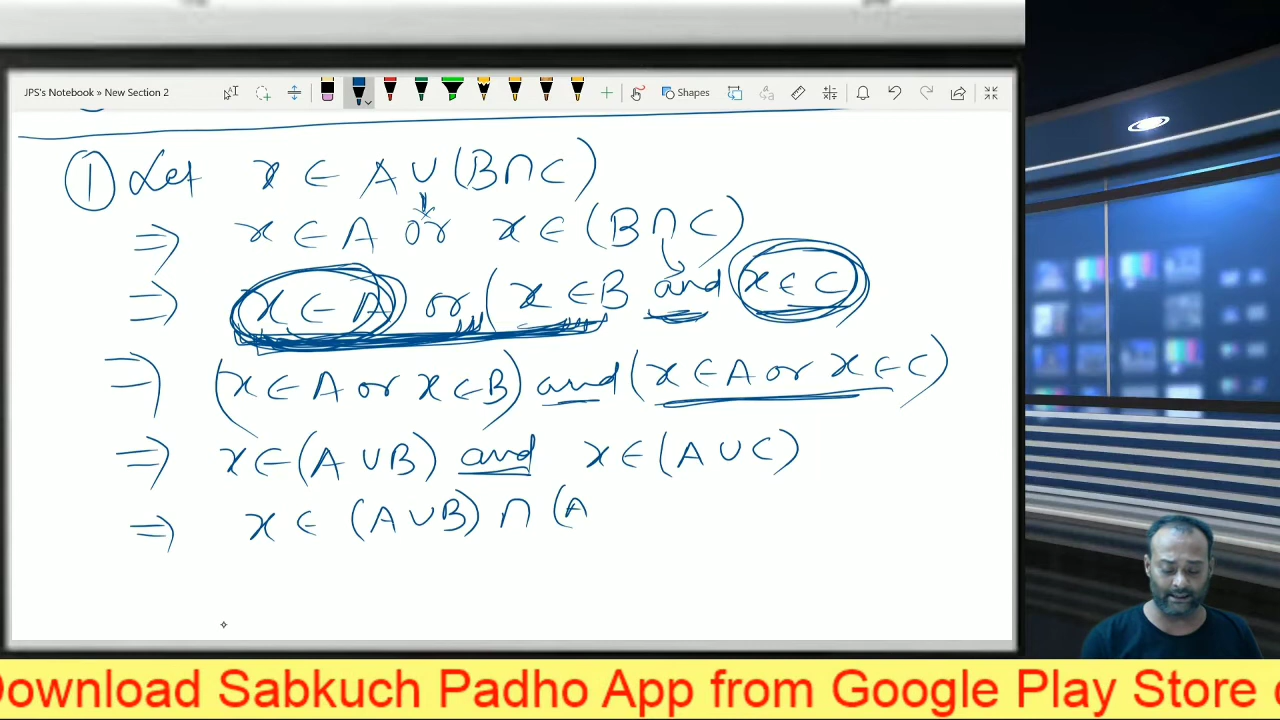 JPS's Notebook » New Section 2
Shapes
① Let x ∈ A ∪ (B ∩ C)
⇒ x ∈ A or x ∈ (B ∩ C)
⇒ x ∈ A or (x ∈ B and x ∈ C
⇒ (x ∈ A or x ∈ B) and (x ∈ A or x ∈ C)
⇒ x ∈ (A ∪ B) and x ∈ (A ∪ C)
⇒ x ∈ (A ∪ B) ∩ (A
Download Sabkuch Padho App from Google Play Store